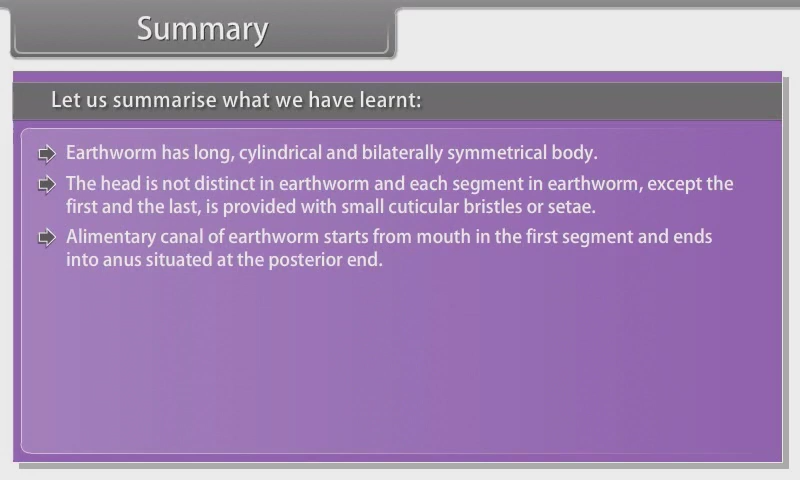 Summary
Let us summarise what we have learnt:
Earthworm has long, cylindrical and bilaterally symmetrical body.
The head is not distinct in earthworm and each segment in earthworm, except the
first and the last, is provided with small cuticular bristles or setae.
Alimentary canal of earthworm starts from mouth in the first segment and ends
into anus situated at the posterior end.